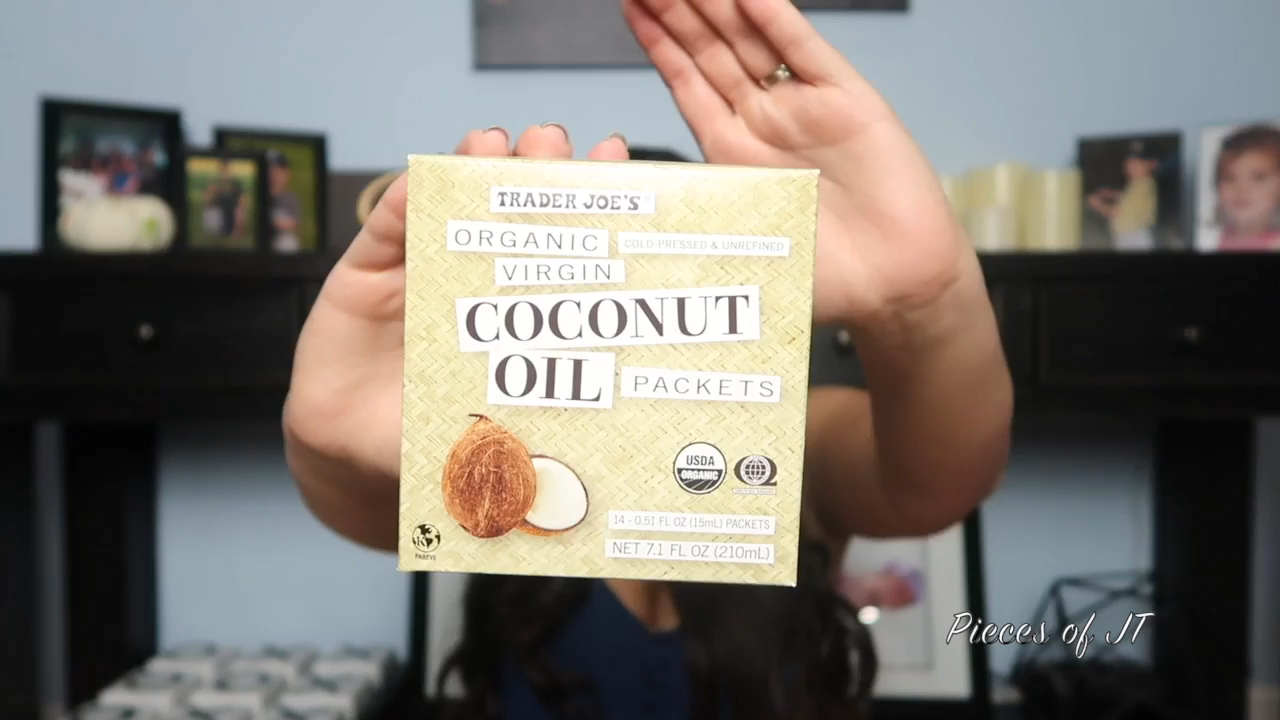 TRADER JOE'S
ORGANIC COLD PRESSED & UNREFINED
VIRGIN
COCONUT
OIL PACKETS
USDA
ORGANIC
14 - 0.51 FL OZ (15mL) PACKETS
NET 7.1 FL OZ (210mL)
K
PAREVE
Pieces of JT